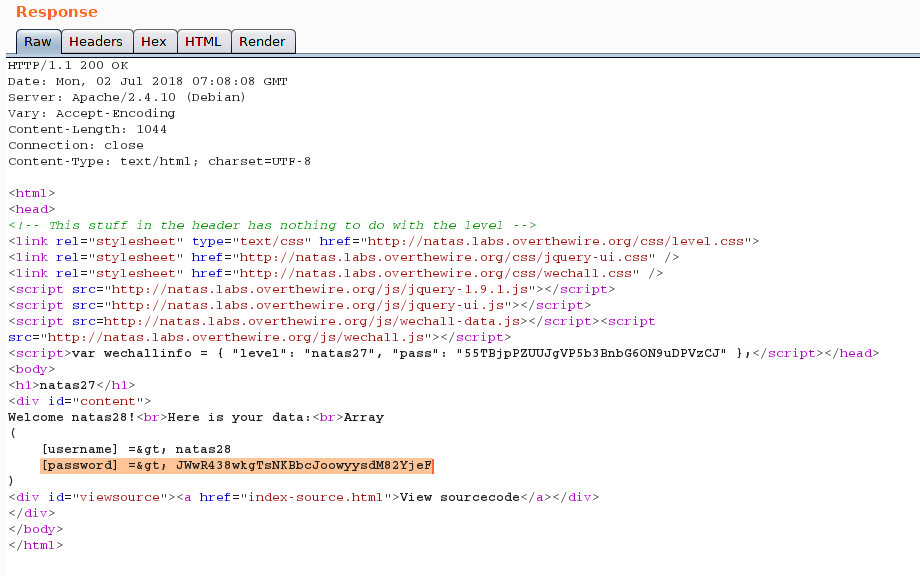 Response
Raw Headers Hex HTML Render
HTTP/1.1 200 OK
Date: Mon, 02 Jul 2018 07:08:08 GMT
Server: Apache/2.4.10 (Debian)
Vary: Accept-Encoding
Content-Length: 1044
Connection: close
Content-Type: text/html; charset=UTF-8
<html>
<head>
<!-- This stuff in the header has nothing to do with the level -->
<link rel="stylesheet" type="text/css" href="http://natas.labs.overthewire.org/css/level.css">
<link rel="stylesheet" href="http://natas.labs.overthewire.org/css/jquery-ui.css" />
<link rel="stylesheet" href="http://natas.labs.overthewire.org/css/wechall.css" />
<script src="http://natas.labs.overthewire.org/js/jquery-1.9.1.js"></script>
<script src="http://natas.labs.overthewire.org/js/jquery-ui.js"></script>
<script src=http://natas.labs.overthewire.org/js/wechall-data.js></script><script
src="http://natas.labs.overthewire.org/js/wechall.js"></script>
<script>var wechallinfo = { "level": "natas27", "pass": "55TBjpPZUUJgVP5b3BnbG6ON9uDPVzCJ" };</script></head>
<body>
<h1>natas27</h1>
<div id="content">
Welcome natas28!<br>Here is your data:<br>Array
(
[username] =&gt; natas28
[password] =&gt; JWwR438wkgTsNKBbcJoowyysdM82YjeF
)
<div id="viewsource"><a href="index-source.html">View sourcecode</a></div>
</div>
</body>
</html>